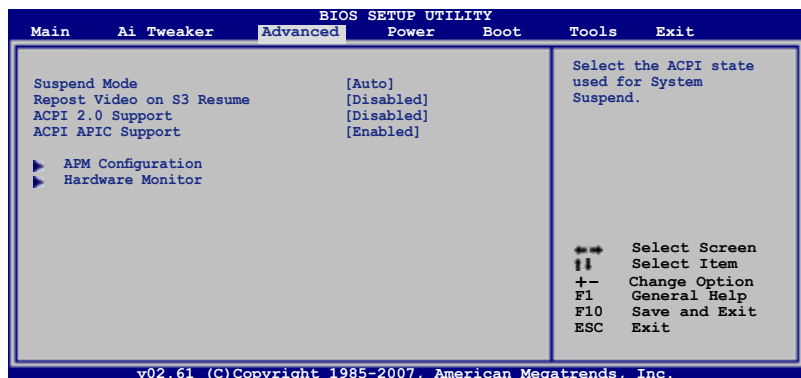 BIOS SETUP UTILITY
Main Ai Tweaker Advanced Power Boot Tools Exit
Suspend Mode [Auto]
Repost Video on S3 Resume [Disabled]
ACPI 2.0 Support [Disabled]
ACPI APIC Support [Enabled]
APM Configuration
Hardware Monitor
Select the ACPI state
used for System
Suspend.
Select Screen
Select Item
+- Change Option
F1 General Help
F10 Save and Exit
ESC Exit
v02.61 (C)Copyright 1985-2007, American Megatrends, Inc.